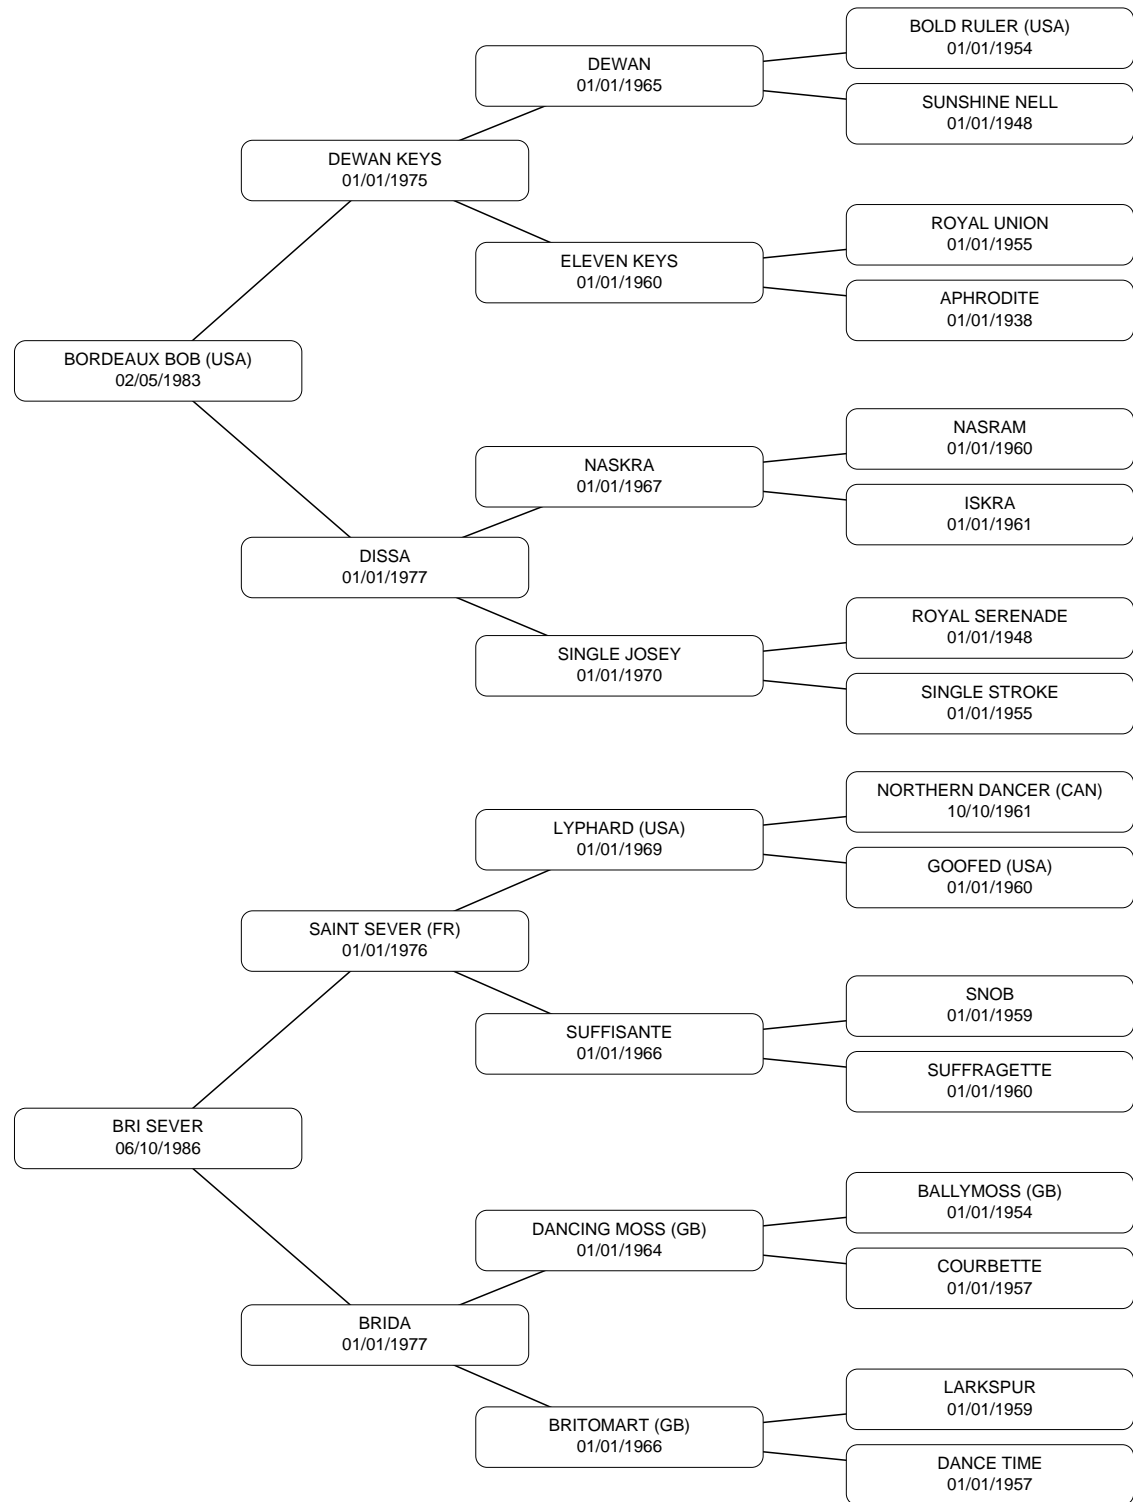 BOLD RULER (USA)
01/01/1954
DEWAN
01/01/1965
SUNSHINE NELL
01/01/1948
DEWAN KEYS
01/01/1975
ROYAL UNION
01/01/1955
ELEVEN KEYS
01/01/1960
APHRODITE
01/01/1938
BORDEAUX BOB (USA)
02/05/1983
NASRAM
01/01/1960
NASKRA
01/01/1967
ISKRA
01/01/1961
DISSA
01/01/1977
ROYAL SERENADE
01/01/1948
SINGLE JOSEY
01/01/1970
SINGLE STROKE
01/01/1955
NORTHERN DANCER (CAN)
10/10/1961
LYPHARD (USA)
01/01/1969
GOOFED (USA)
01/01/1960
SAINT SEVER (FR)
01/01/1976
SNOB
01/01/1959
SUFFISANTE
01/01/1966
SUFFRAGETTE
01/01/1960
BRI SEVER
06/10/1986
BALLYMOSS (GB)
01/01/1954
DANCING MOSS (GB)
01/01/1964
COURBETTE
01/01/1957
BRIDA
01/01/1977
LARKSPUR
01/01/1959
BRITOMART (GB)
01/01/1966
DANCE TIME
01/01/1957